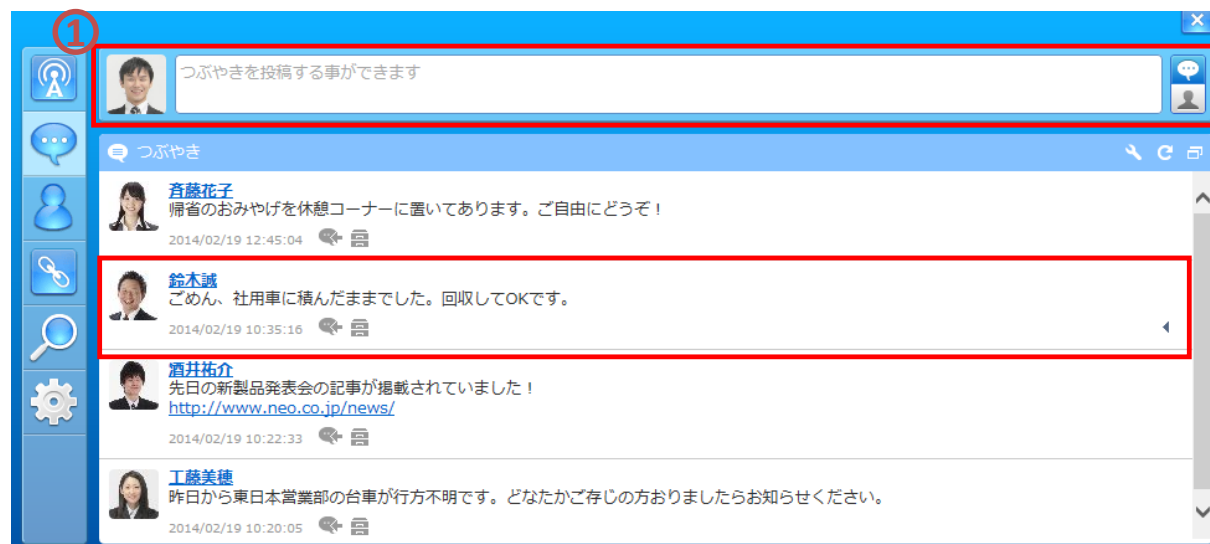 ①
つぶやきを投稿する事ができます
つぶやき
斉藤花子
帰省のおみやげを休憩コーナーに置いてあります。ご自由にどうぞ！
2014/02/19 12:45:04
鈴木誠
ごめん、社用車に積んだままでした。回収してOKです。
2014/02/19 10:35:16
酒井祐介
先日の新製品発表会の記事が掲載されていました！
http://www.neo.co.jp/news/
2014/02/19 10:22:33
工藤美穂
昨日から東日本営業部の台車が行方不明です。どなたかご存じの方おりましたらお知らせください。
2014/02/19 10:20:05